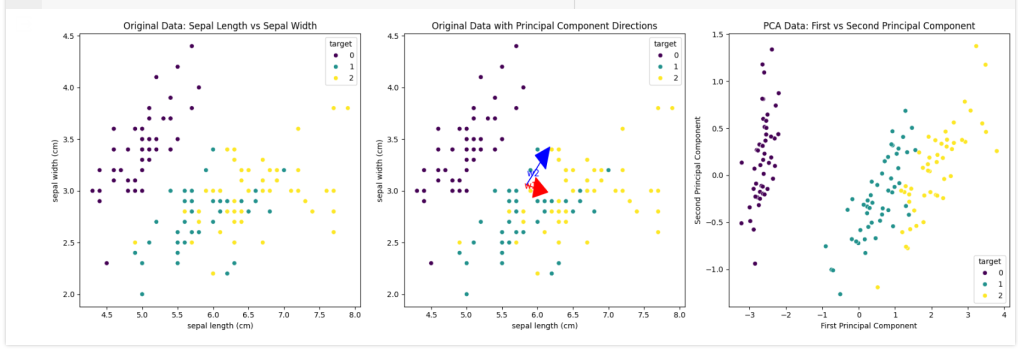 Original Data: Sepal Length vs Sepal Width
sepal width (cm)
4.5
4.0
3.5
3.0
2.5
2.0
target
0
1
2
4.5 5.0 5.5 6.0 6.5 7.0 7.5 8.0
sepal length (cm)
Original Data with Principal Component Directions
sepal width (cm)
4.5
4.0
3.5
3.0
2.5
2.0
target
0
1
2
4.5 5.0 5.5 6.0 6.5 7.0 7.5 8.0
sepal length (cm)
PCA Data: First vs Second Principal Component
Second Principal Component
1.5
1.0
0.5
0.0
−0.5
−1.0
target
0
1
2
−3 −2 −1 0 1 2 3 4
First Principal Component